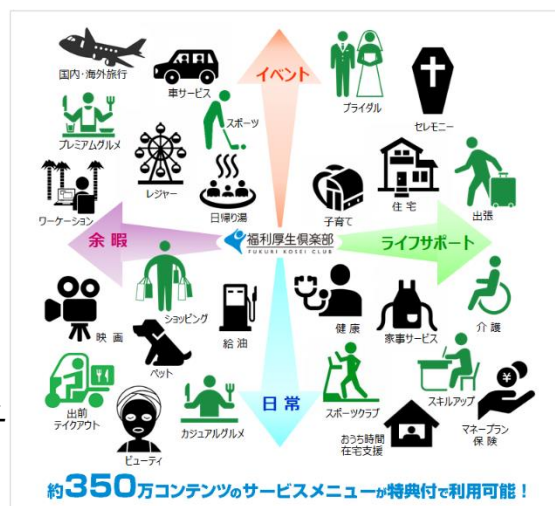 イベント
国内・海外旅行
車サービス
ブライダル
セレモニー
プレミアムグルメ
スポーツ
レジャー
ワーケーション
日帰り湯
子育て
住宅
出張
余暇
福利厚生倶楽部
FUKURI KOSEI CLUB
ライフサポート
映画
ショッピング
給油
健康
家事サービス
介護
ペット
出前
テイクアウト
ビューティ
カジュアルグルメ
日常
スポーツクラブ
スキルアップ
おうち時間
在宅支援
マネープラン
保険
¥
約350万コンテンツのサービスメニューが特典付で利用可能！